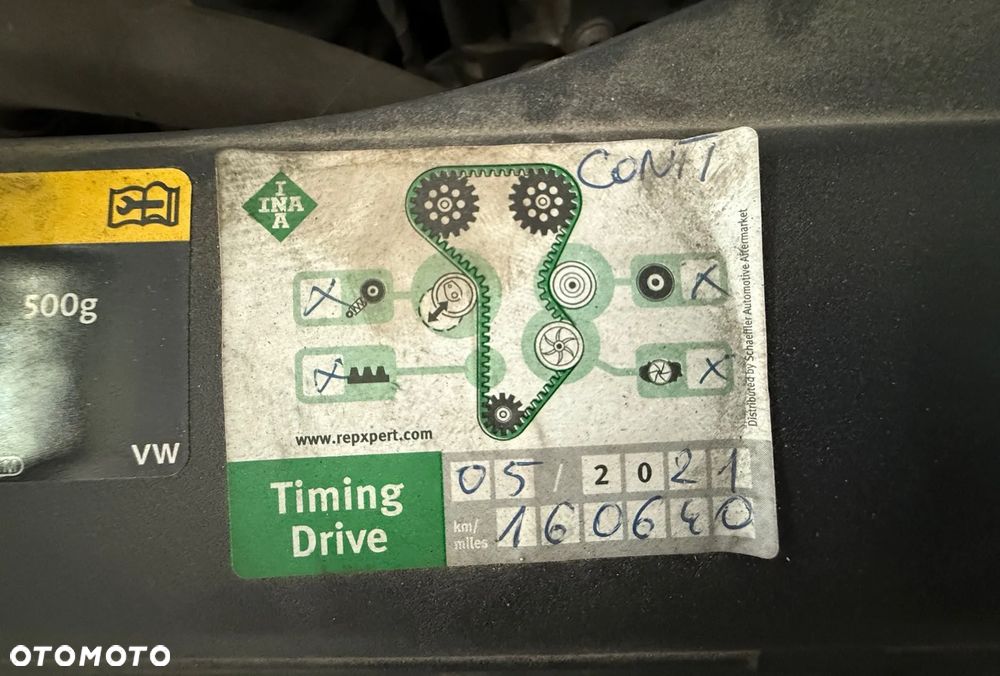 CONTI
INA
INA
500g
www.repxpert.com
VW
Distributed by Schaeffler Automotive Aftermarket
Timing
Drive
05 / 2021
km/
miles
160640
OTOMOTO